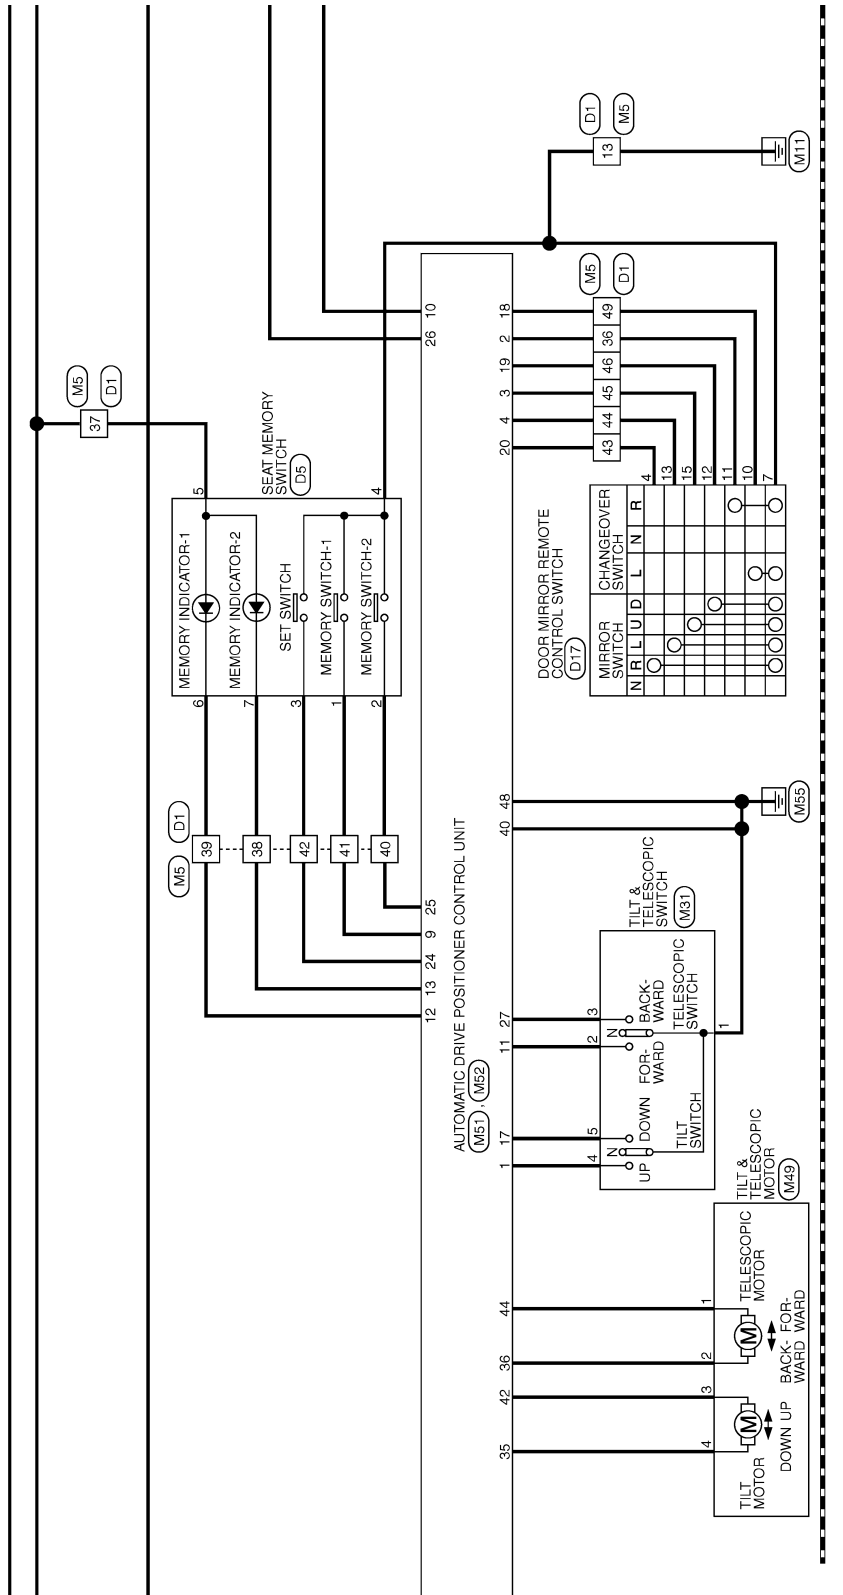 M5
D1
37
SEAT MEMORY
SWITCH
D5
5
4
MEMORY INDICATOR-1
MEMORY INDICATOR-2
SET SWITCH
MEMORY SWITCH-1
MEMORY SWITCH-2
6
7
3
1
2
M5
D1
39
38
42
41
40
12
13
24
9
25
26
10
AUTOMATIC DRIVE POSITIONER CONTROL UNIT
M51 , M52
35
42
36
44
1
17
11
27
40
48
20
4
3
19
2
18
D1
M5
13
M11
M5
D1
49
36
46
45
44
43
4
13
15
12
11
10
7
DOOR MIRROR REMOTE
CONTROL SWITCH
D17
MIRROR
SWITCH
CHANGEOVER
SWITCH
N R L U D L N R
M55
TILT &
TELESCOPIC
SWITCH
M31
4
5
2
3
N
N
UP
DOWN
FOR-
WARD
BACK-
WARD
TILT
SWITCH
TELESCOPIC
SWITCH
1
TILT &
TELESCOPIC
MOTOR
M49
4
3
2
1
TILT
MOTOR
M
DOWN UP
M
TELESCOPIC
MOTOR
BACK- FOR-
WARD WARD